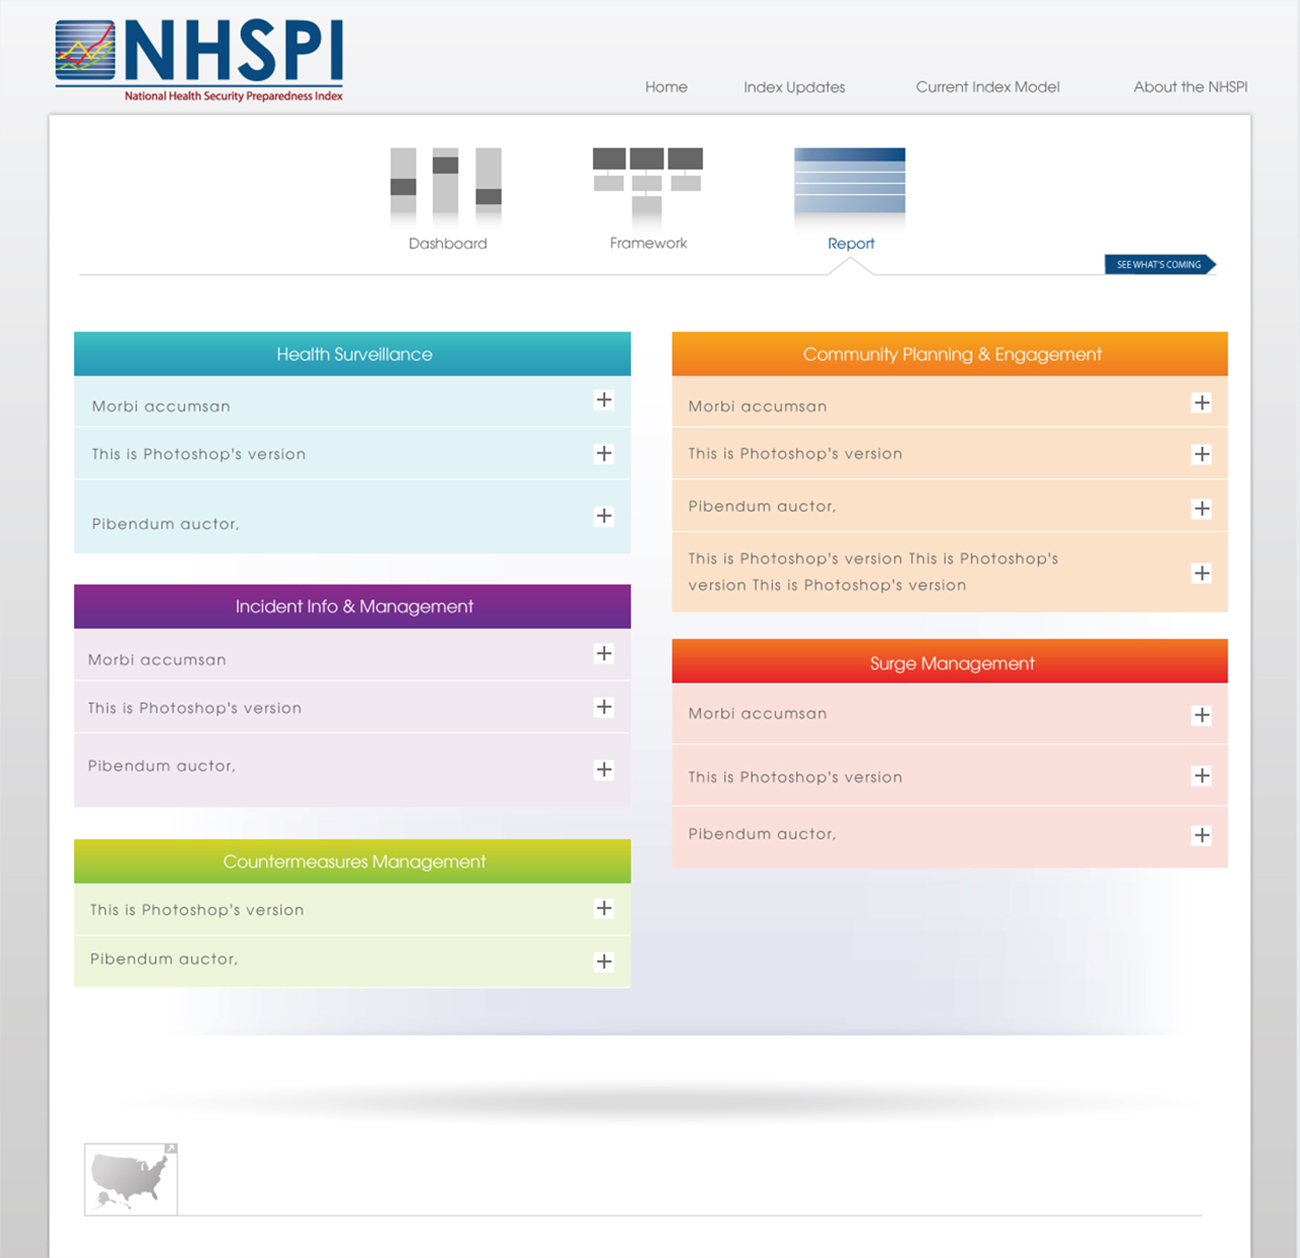 NHSPI
National Health Security Preparedness Index
Home
Index Updates
Current Index Model
About the NHSPI
Dashboard
Framework
Report
SEE WHAT'S COMING
Health Surveillance
Morbi accumsan
This is Photoshop's version
Pibendum auctor,
Incident Info & Management
Morbi accumsan
This is Photoshop's version
Pibendum auctor,
Countermeasures Management
This is Photoshop's version
Pibendum auctor,
Community Planning & Engagement
Morbi accumsan
This is Photoshop's version
Pibendum auctor,
This is Photoshop's version This is Photoshop's
version This is Photoshop's version
Surge Management
Morbi accumsan
This is Photoshop's version
Pibendum auctor,